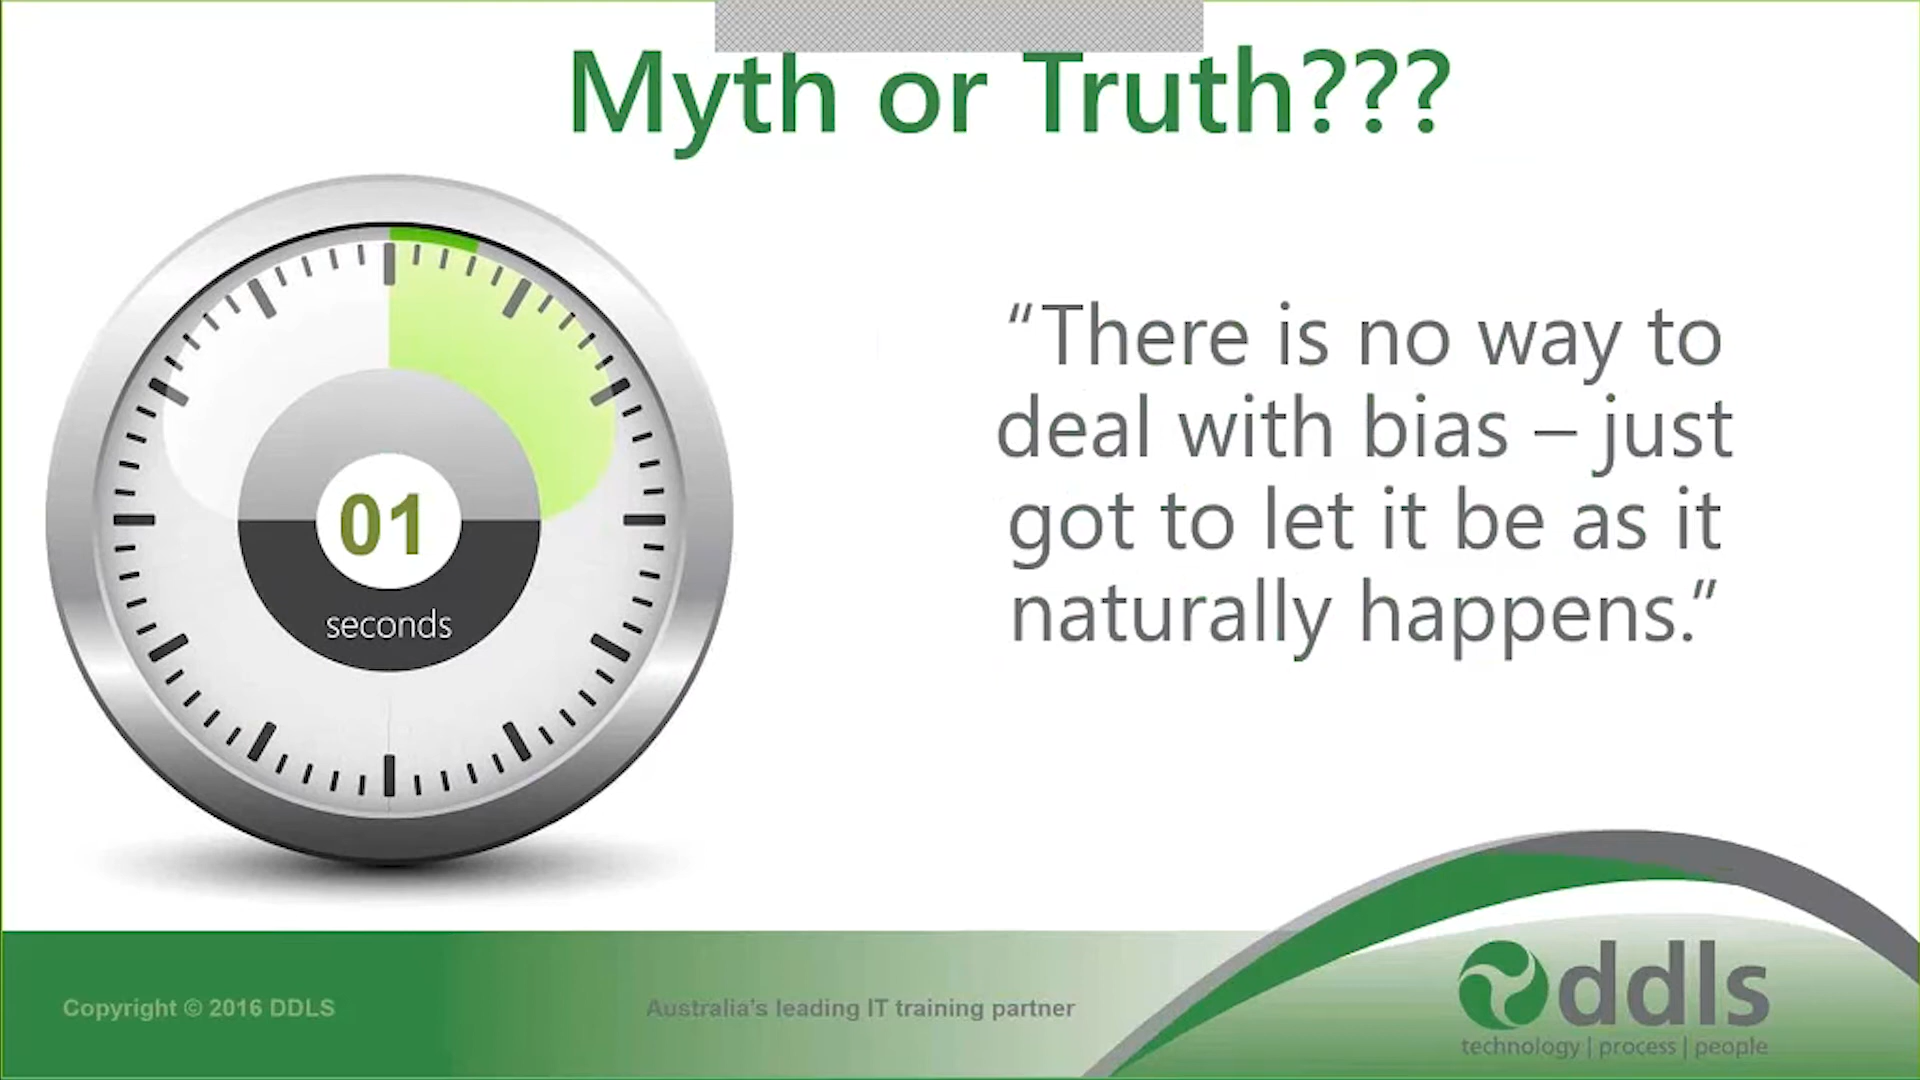 Myth or Truth???
“There is no way to
deal with bias – just
got to let it be as it
naturally happens.”
01
seconds
Copyright © 2016 DDLS
Australia’s leading IT training partner
ddls
technology | process | people